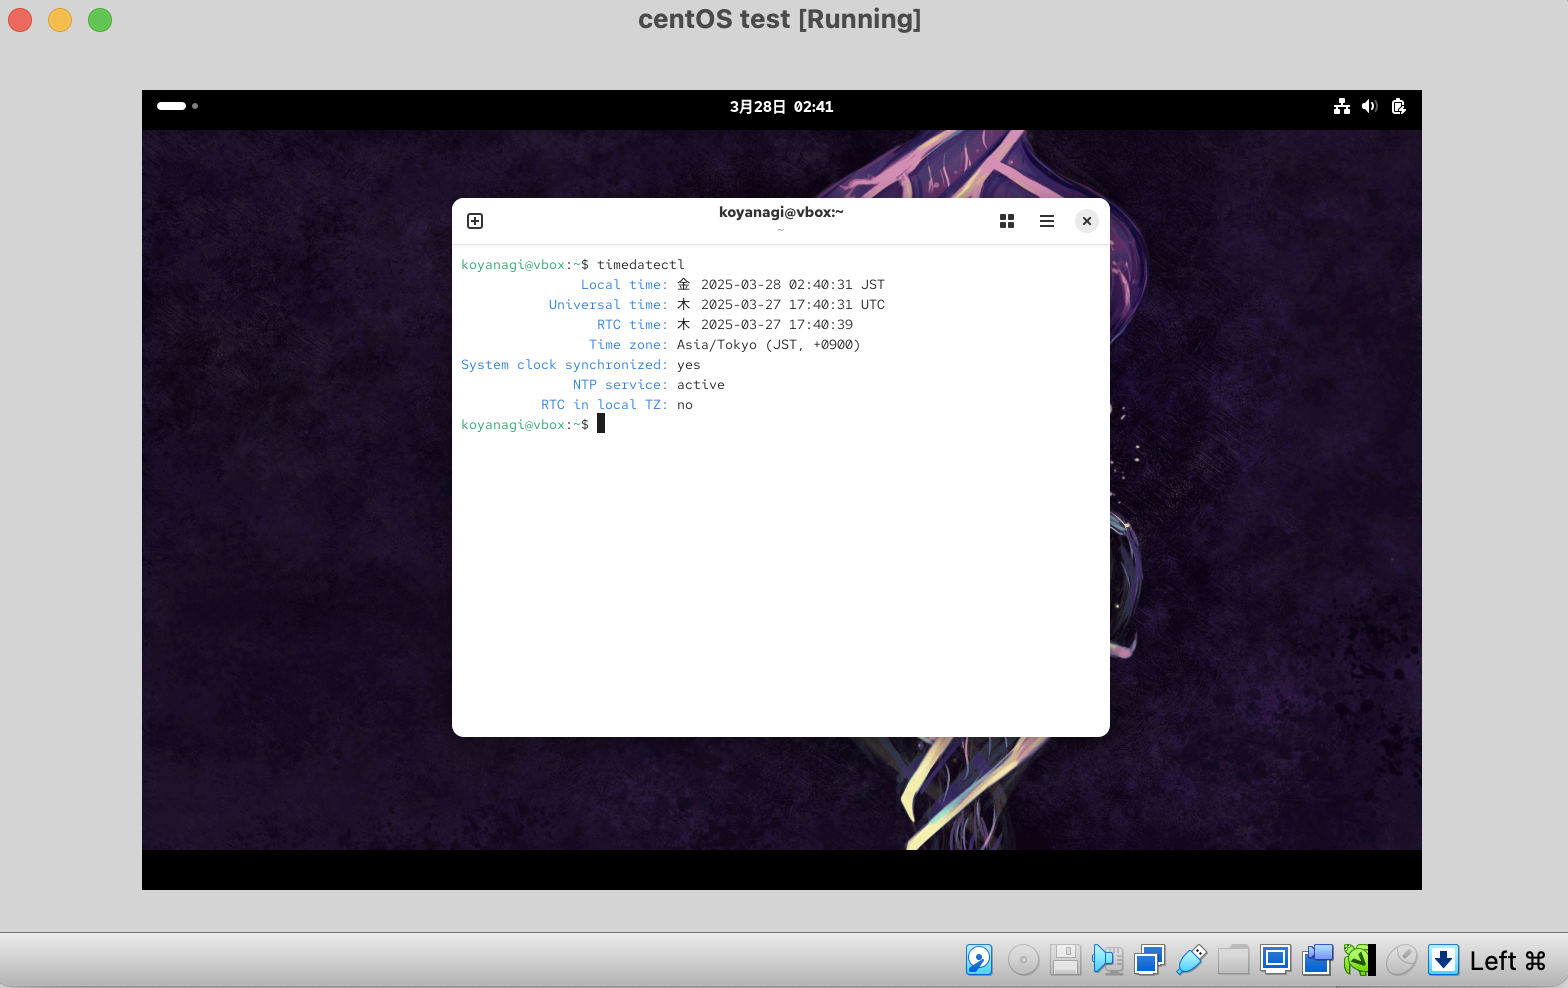 centOS test [Running]
3月28日 02:41
koyanagi@vbox:~
~
koyanagi@vbox:~$ timedatectl
Local time: 金 2025-03-28 02:40:31 JST
Universal time: 木 2025-03-27 17:40:31 UTC
RTC time: 木 2025-03-27 17:40:39
Time zone: Asia/Tokyo (JST, +0900)
System clock synchronized: yes
NTP service: active
RTC in local TZ: no
koyanagi@vbox:~$
Left ⌘